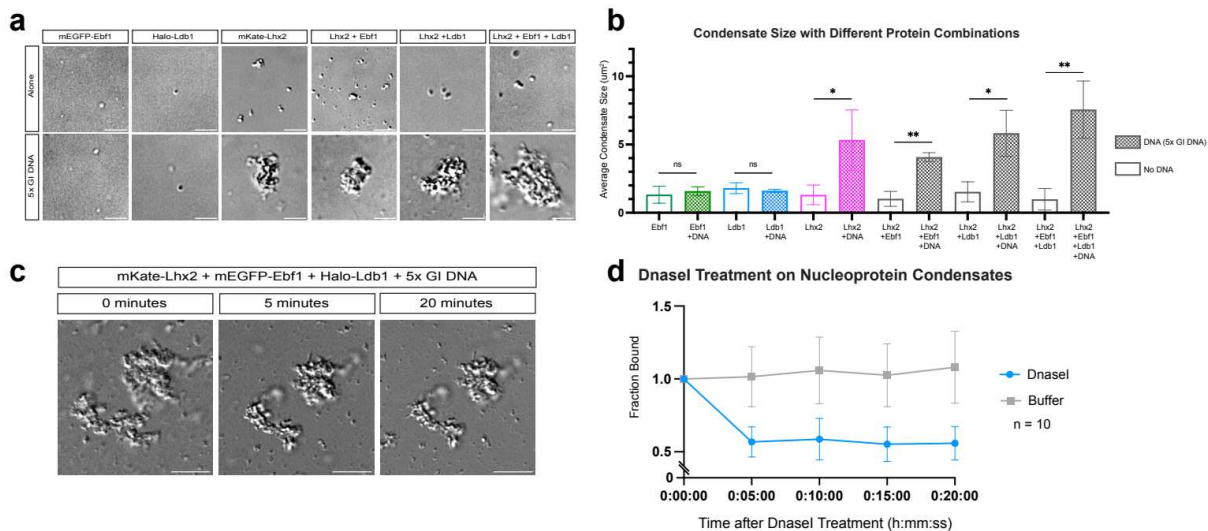 a
mEGFP-Ebf1
Halo-Ldb1
mKate-Lhx2
Lhx2 + Ebf1
Lhx2 +Ldb1
Lhx2 + Ebf1 + Ldb1
Alone
5x GI DNA
b
Condensate Size with Different Protein Combinations
Average Condensate Size (um²)
10
5
0
ns
ns
*
**
*
**
Ebf1
Ebf1
+DNA
Ldb1
Ldb1
+DNA
Lhx2
Lhx2
+DNA
Lhx2
+Ebf1
Lhx2
+Ebf1
+DNA
Lhx2
+Ldb1
Lhx2
+Ldb1
+DNA
Lhx2
+Ebf1
+Ldb1
Lhx2
+Ebf1
+Ldb1
+DNA
DNA (5x GI DNA)
No DNA
c
mKate-Lhx2 + mEGFP-Ebf1 + Halo-Ldb1 + 5x GI DNA
0 minutes
5 minutes
20 minutes
d
DnaseI Treatment on Nucleoprotein Condensates
Fraction Bound
1.5
1.0
0.5
0
0:00:00
0:05:00
0:10:00
0:15:00
0:20:00
Time after DnaseI Treatment (h:mm:ss)
DnaseI
Buffer
n = 10